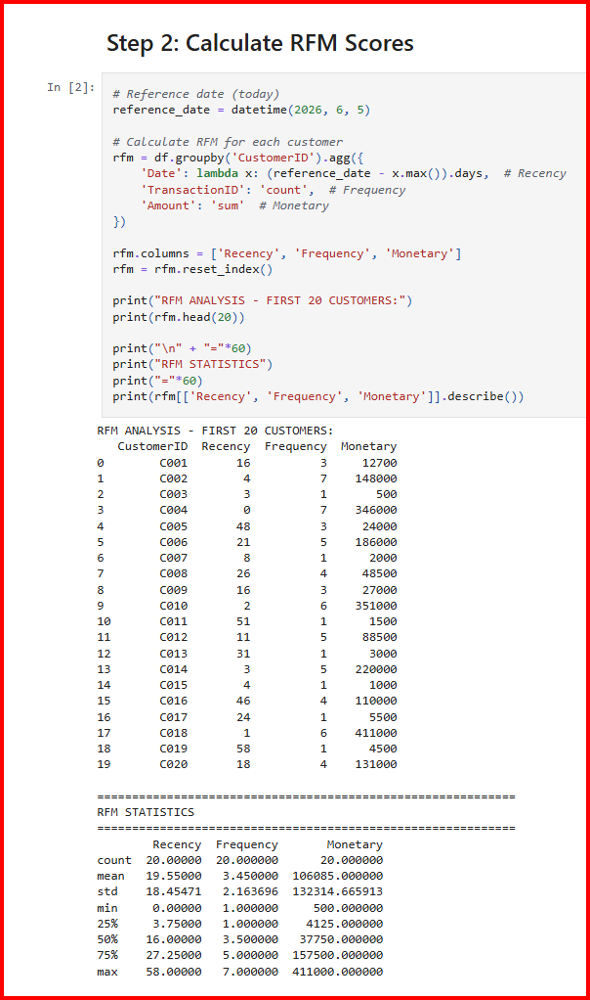 Step 2: Calculate RFM Scores
In [2]:
# Reference date (today)
reference_date = datetime(2026, 6, 5)
# Calculate RFM for each customer
rfm = df.groupby('CustomerID').agg({
    'Date': lambda x: (reference_date - x.max()).days,  # Recency
    'TransactionID': 'count',  # Frequency
    'Amount': 'sum'  # Monetary
})
rfm.columns = ['Recency', 'Frequency', 'Monetary']
rfm = rfm.reset_index()
print("RFM ANALYSIS - FIRST 20 CUSTOMERS:")
print(rfm.head(20))
print("\n" + "="*60)
print("RFM STATISTICS")
print("="*60)
print(rfm[['Recency', 'Frequency', 'Monetary']].describe())
RFM ANALYSIS - FIRST 20 CUSTOMERS:
   CustomerID  Recency  Frequency  Monetary
0        C001       16          3     12700
1        C002        4          7    148000
2        C003        3          1       500
3        C004        0          7    346000
4        C005       48          3     24000
5        C006       21          5    186000
6        C007        8          1      2000
7        C008       26          4     48500
8        C009       16          3     27000
9        C010        2          6    351000
10       C011       51          1      1500
11       C012       11          5     88500
12       C013       31          1      3000
13       C014        3          5    220000
14       C015        4          1      1000
15       C016       46          4    110000
16       C017       24          1      5500
17       C018        1          6    411000
18       C019       58          1      4500
19       C020       18          4    131000
============================================================
RFM STATISTICS
============================================================
        Recency  Frequency       Monetary
count  20.00000  20.000000      20.000000
mean   19.55000   3.450000  106085.000000
std    18.45471   2.163696  132314.665913
min     0.00000   1.000000     500.000000
25%     3.75000   1.000000    4125.000000
50%    16.00000   3.500000   37750.000000
75%    27.25000   5.000000  157500.000000
max    58.00000   7.000000  411000.000000